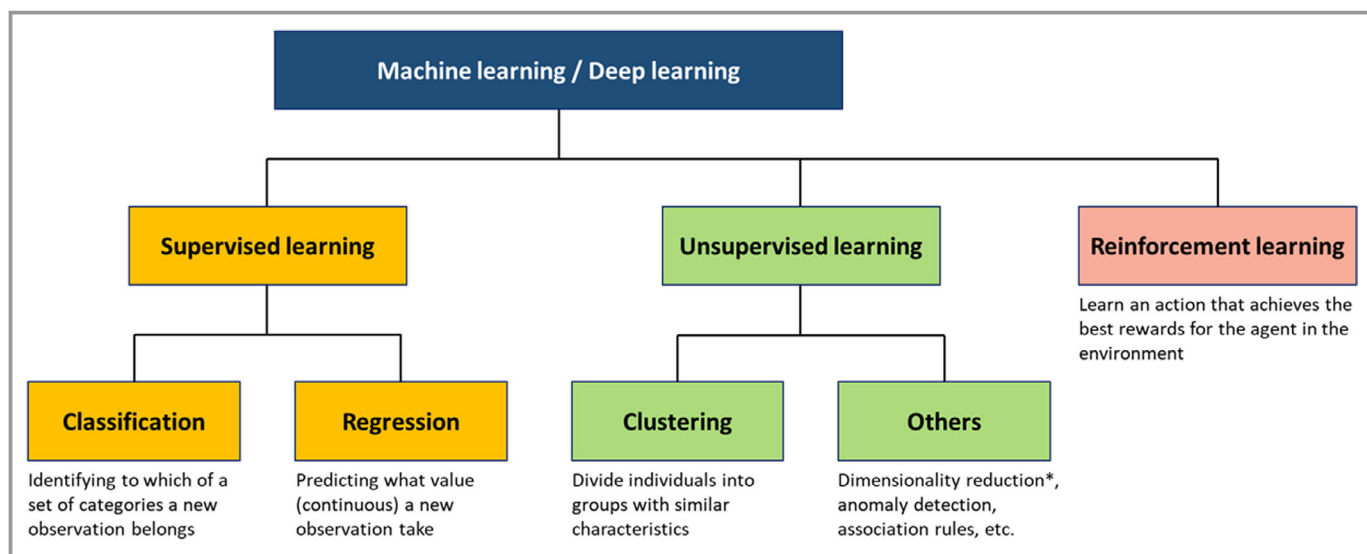 Machine learning / Deep learning
Supervised learning
Unsupervised learning
Reinforcement learning
Learn an action that achieves the
best rewards for the agent in the
environment
Classification
Regression
Clustering
Others
Identifying to which of a
set of categories a new
observation belongs
Predicting what value
(continuous) a new
observation take
Divide individuals into
groups with similar
characteristics
Dimensionality reduction*,
anomaly detection,
association rules, etc.